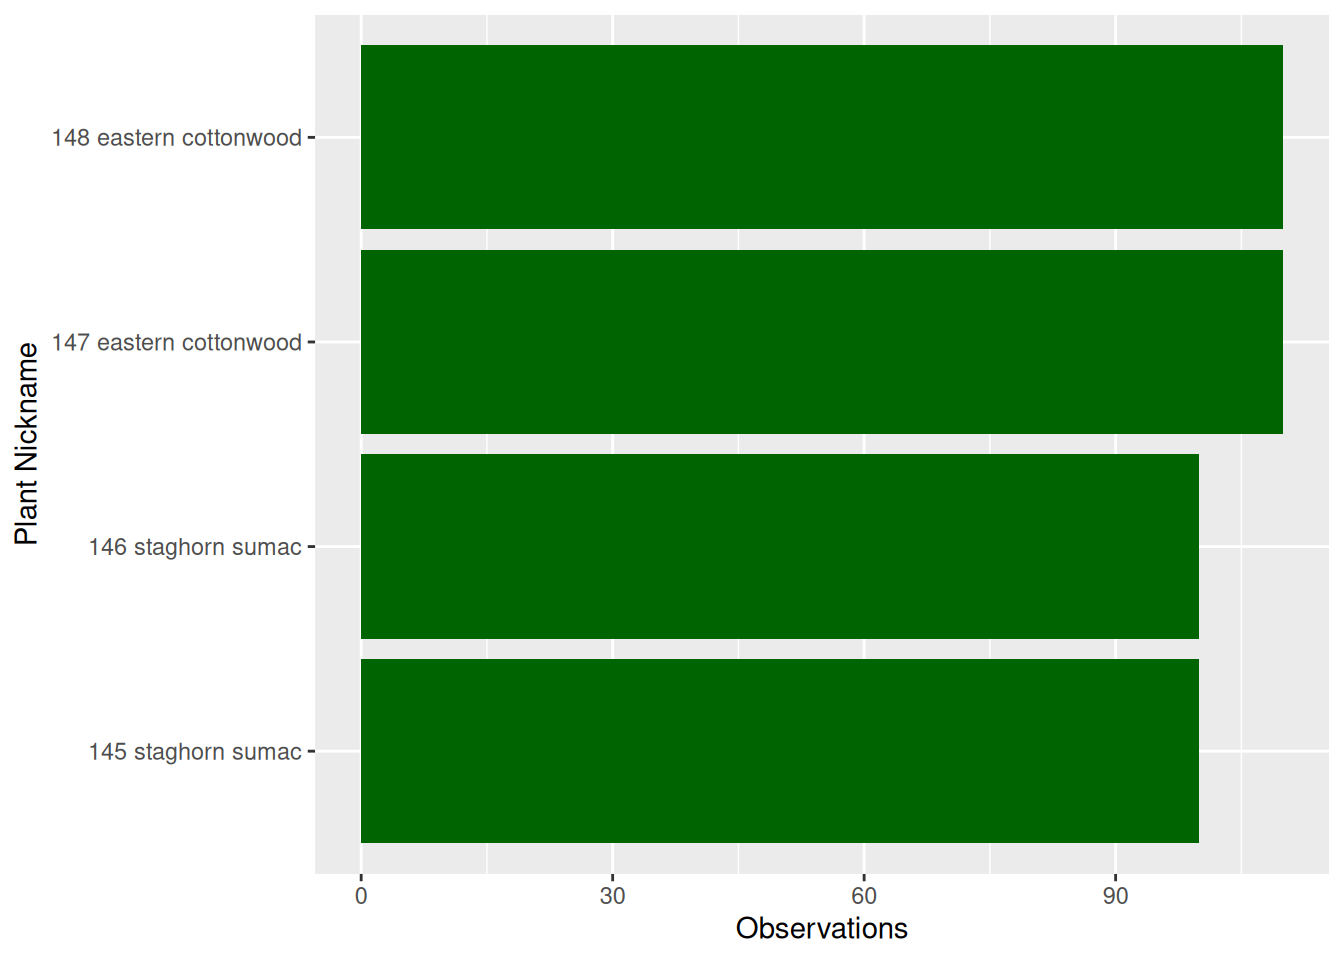 148 eastern cottonwood
147 eastern cottonwood
146 staghorn sumac
145 staghorn sumac
Plant Nickname
0 30 60 90
Observations